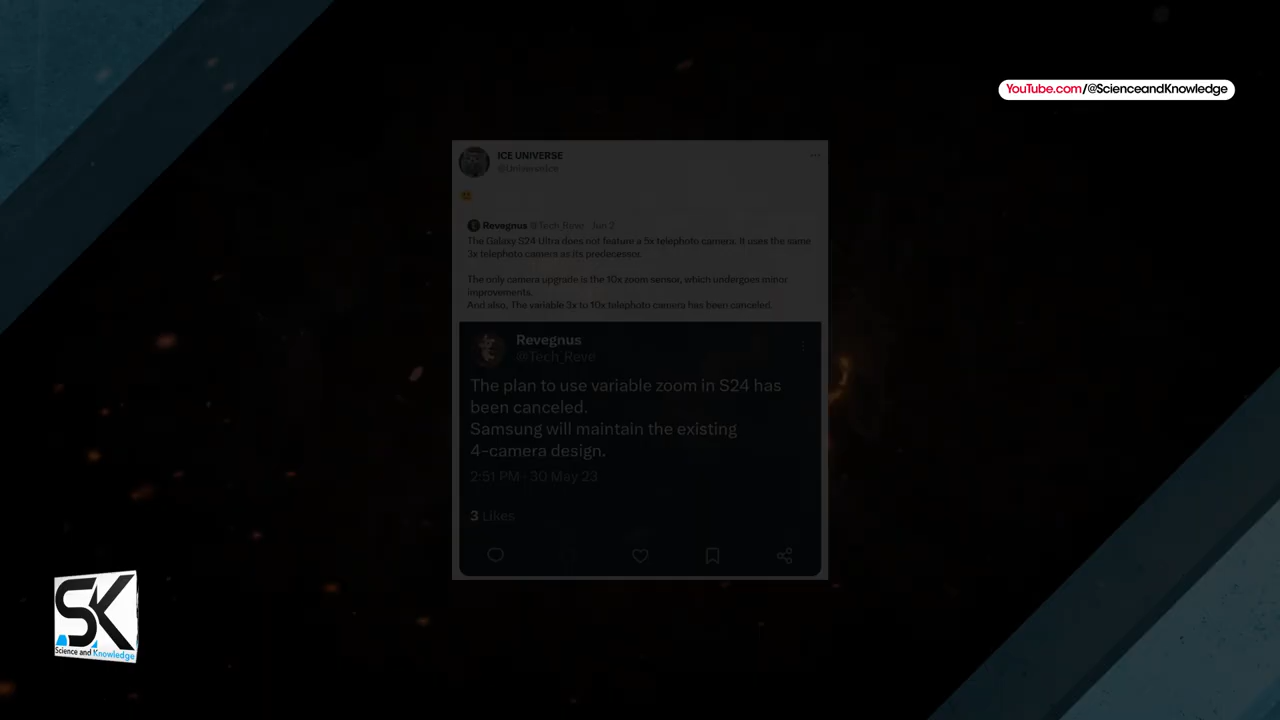 YouTube.com/@ScienceandKnowledge
ICE UNIVERSE
@UniverseIce
Revegnus @Tech_Reve · Jun 2
The Galaxy S24 Ultra does not feature a 5x telephoto camera. It uses the same
3x telephoto camera as its predecessor.
The only camera upgrade is the 10x zoom sensor, which undergoes minor
improvements.
And also, The variable 3x to 10x telephoto camera has been canceled.
Revegnus
@Tech_Reve
The plan to use variable zoom in S24 has
been canceled.
Samsung will maintain the existing
4-camera design.
2:51 PM · 30 May 23
3 Likes
SK
Science and Knowledge